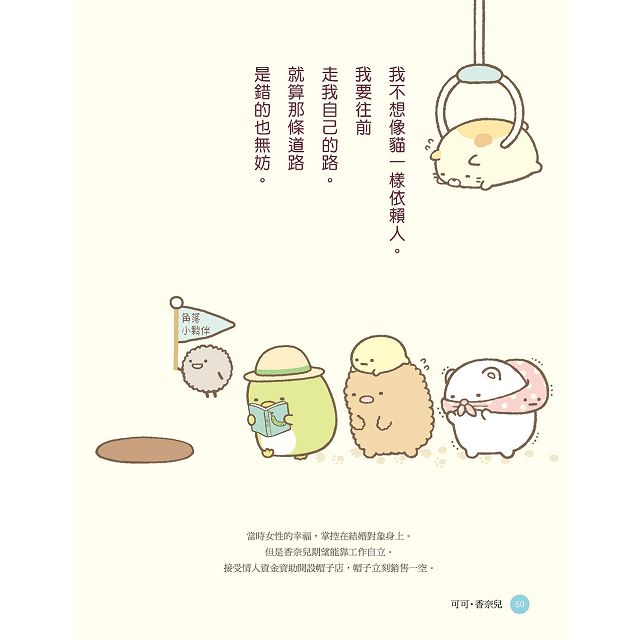 我不想像貓一樣依賴人。
我要往前
走我自己的路。
就算那條道路
是錯的也無妨。
角落
小夥伴
當時女性的幸福，掌控在結婚對象身上。
但是香奈兒期望能靠工作自立。
接受情人資金資助開設帽子店，帽子立刻銷售一空。
可可・香奈兒 60